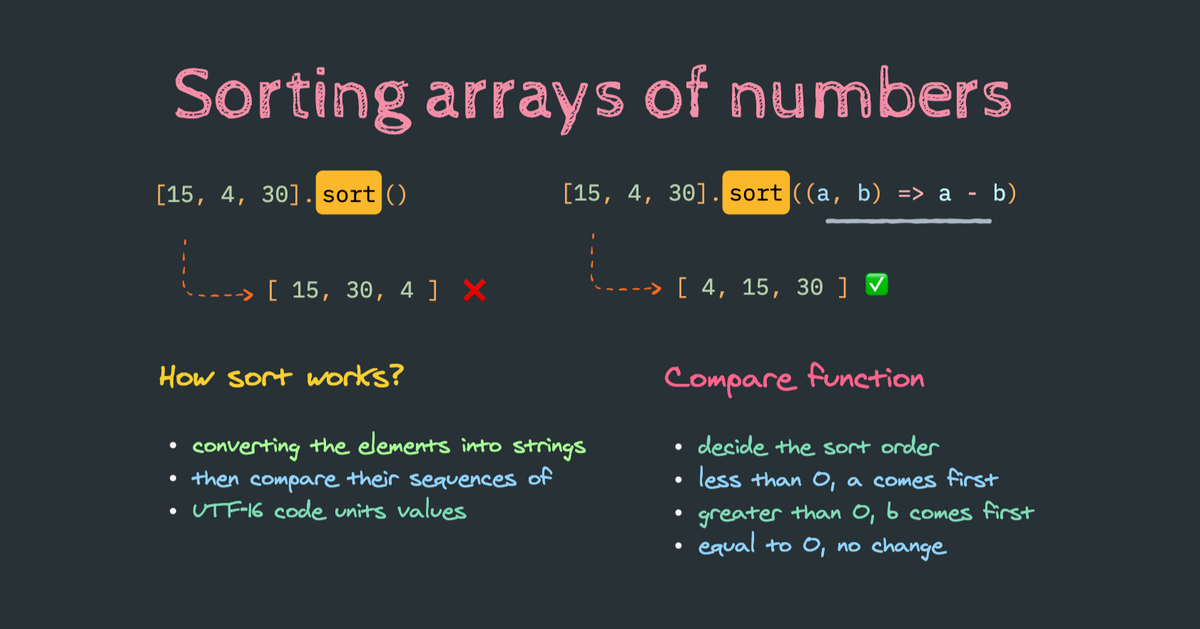 Sorting arrays of numbers
[15, 4, 30].sort()
[ 15, 30, 4 ] ❌
[15, 4, 30].sort((a, b) => a - b)
[ 4, 15, 30 ] ✅
How sort works?
• converting the elements into strings
• then compare their sequences of
• UTF-16 code units values
Compare function
• decide the sort order
• less than 0, a comes first
• greater than 0, b comes first
• equal to 0, no change